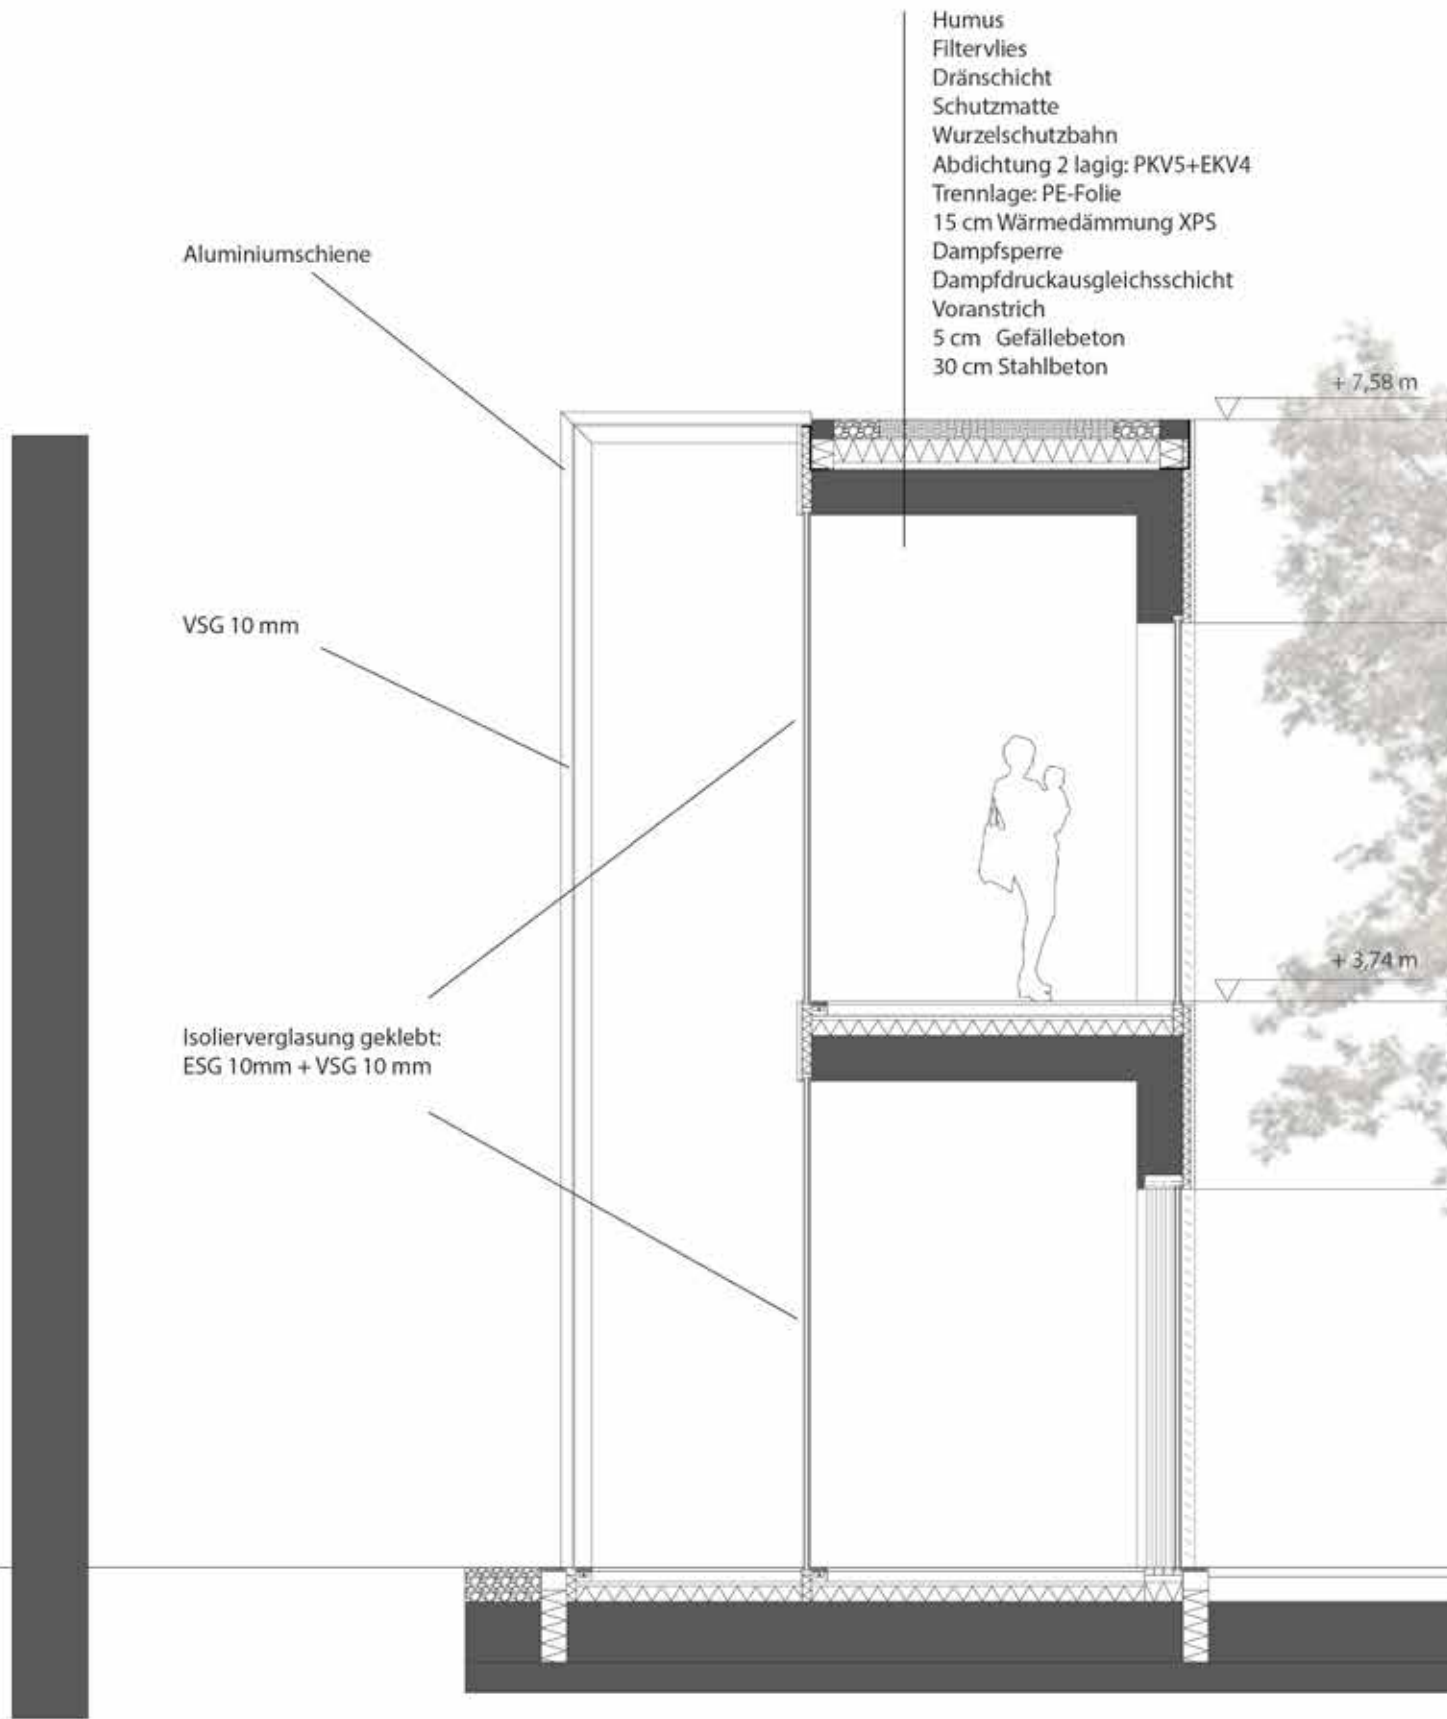 Humus
Filtervlies
Dränschicht
Schutzmatte
Wurzelschutzbahn
Abdichtung 2 lagig: PKV5+EKV4
Trennlage: PE-Folie
15 cm Wärmedämmung XPS
Dampfsperre
Dampfdruckausgleichsschicht
Voranstrich
5 cm Gefällebeton
30 cm Stahlbeton
Aluminiumschiene
+ 7,58 m
VSG 10 mm
+ 3,74 m
Isolierverglasung geklebt:
ESG 10mm + VSG 10 mm